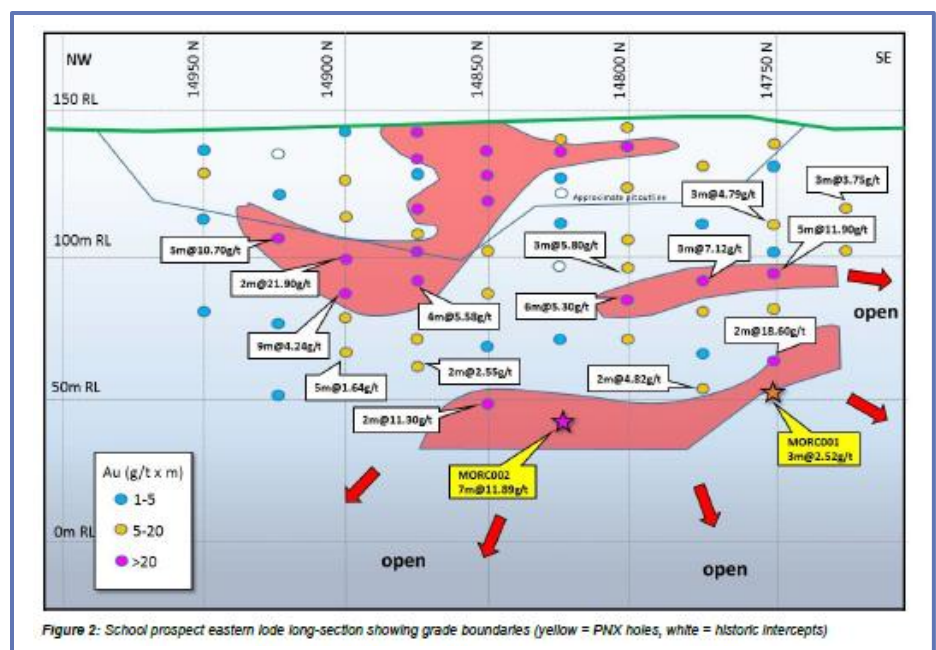 NW
14950 N
14900 N
14850 N
14800 N
14750 N
SE
150 RL
Approximate pit outline
3m@3.75g/t
3m@4.79g/t
100m RL
5m@10.70g/t
3m@5.80g/t
3m@7.12g/t
5m@11.90g/t
2m@21.90g/t
6m@5.30g/t
4m@5.58g/t
open
9m@4.24g/t
2m@18.60g/t
5m@1.64g/t
2m@2.55g/t
2m@4.82g/t
50m RL
2m@11.30g/t
MORC001
3m@2.52g/t
MORC002
7m@11.89g/t
Au (g/t x m)
1-5
5-20
>20
0m RL
open
open
Figure 2: School prospect eastern lode long-section showing grade boundaries (yellow = PNX holes, white = historic intercepts)